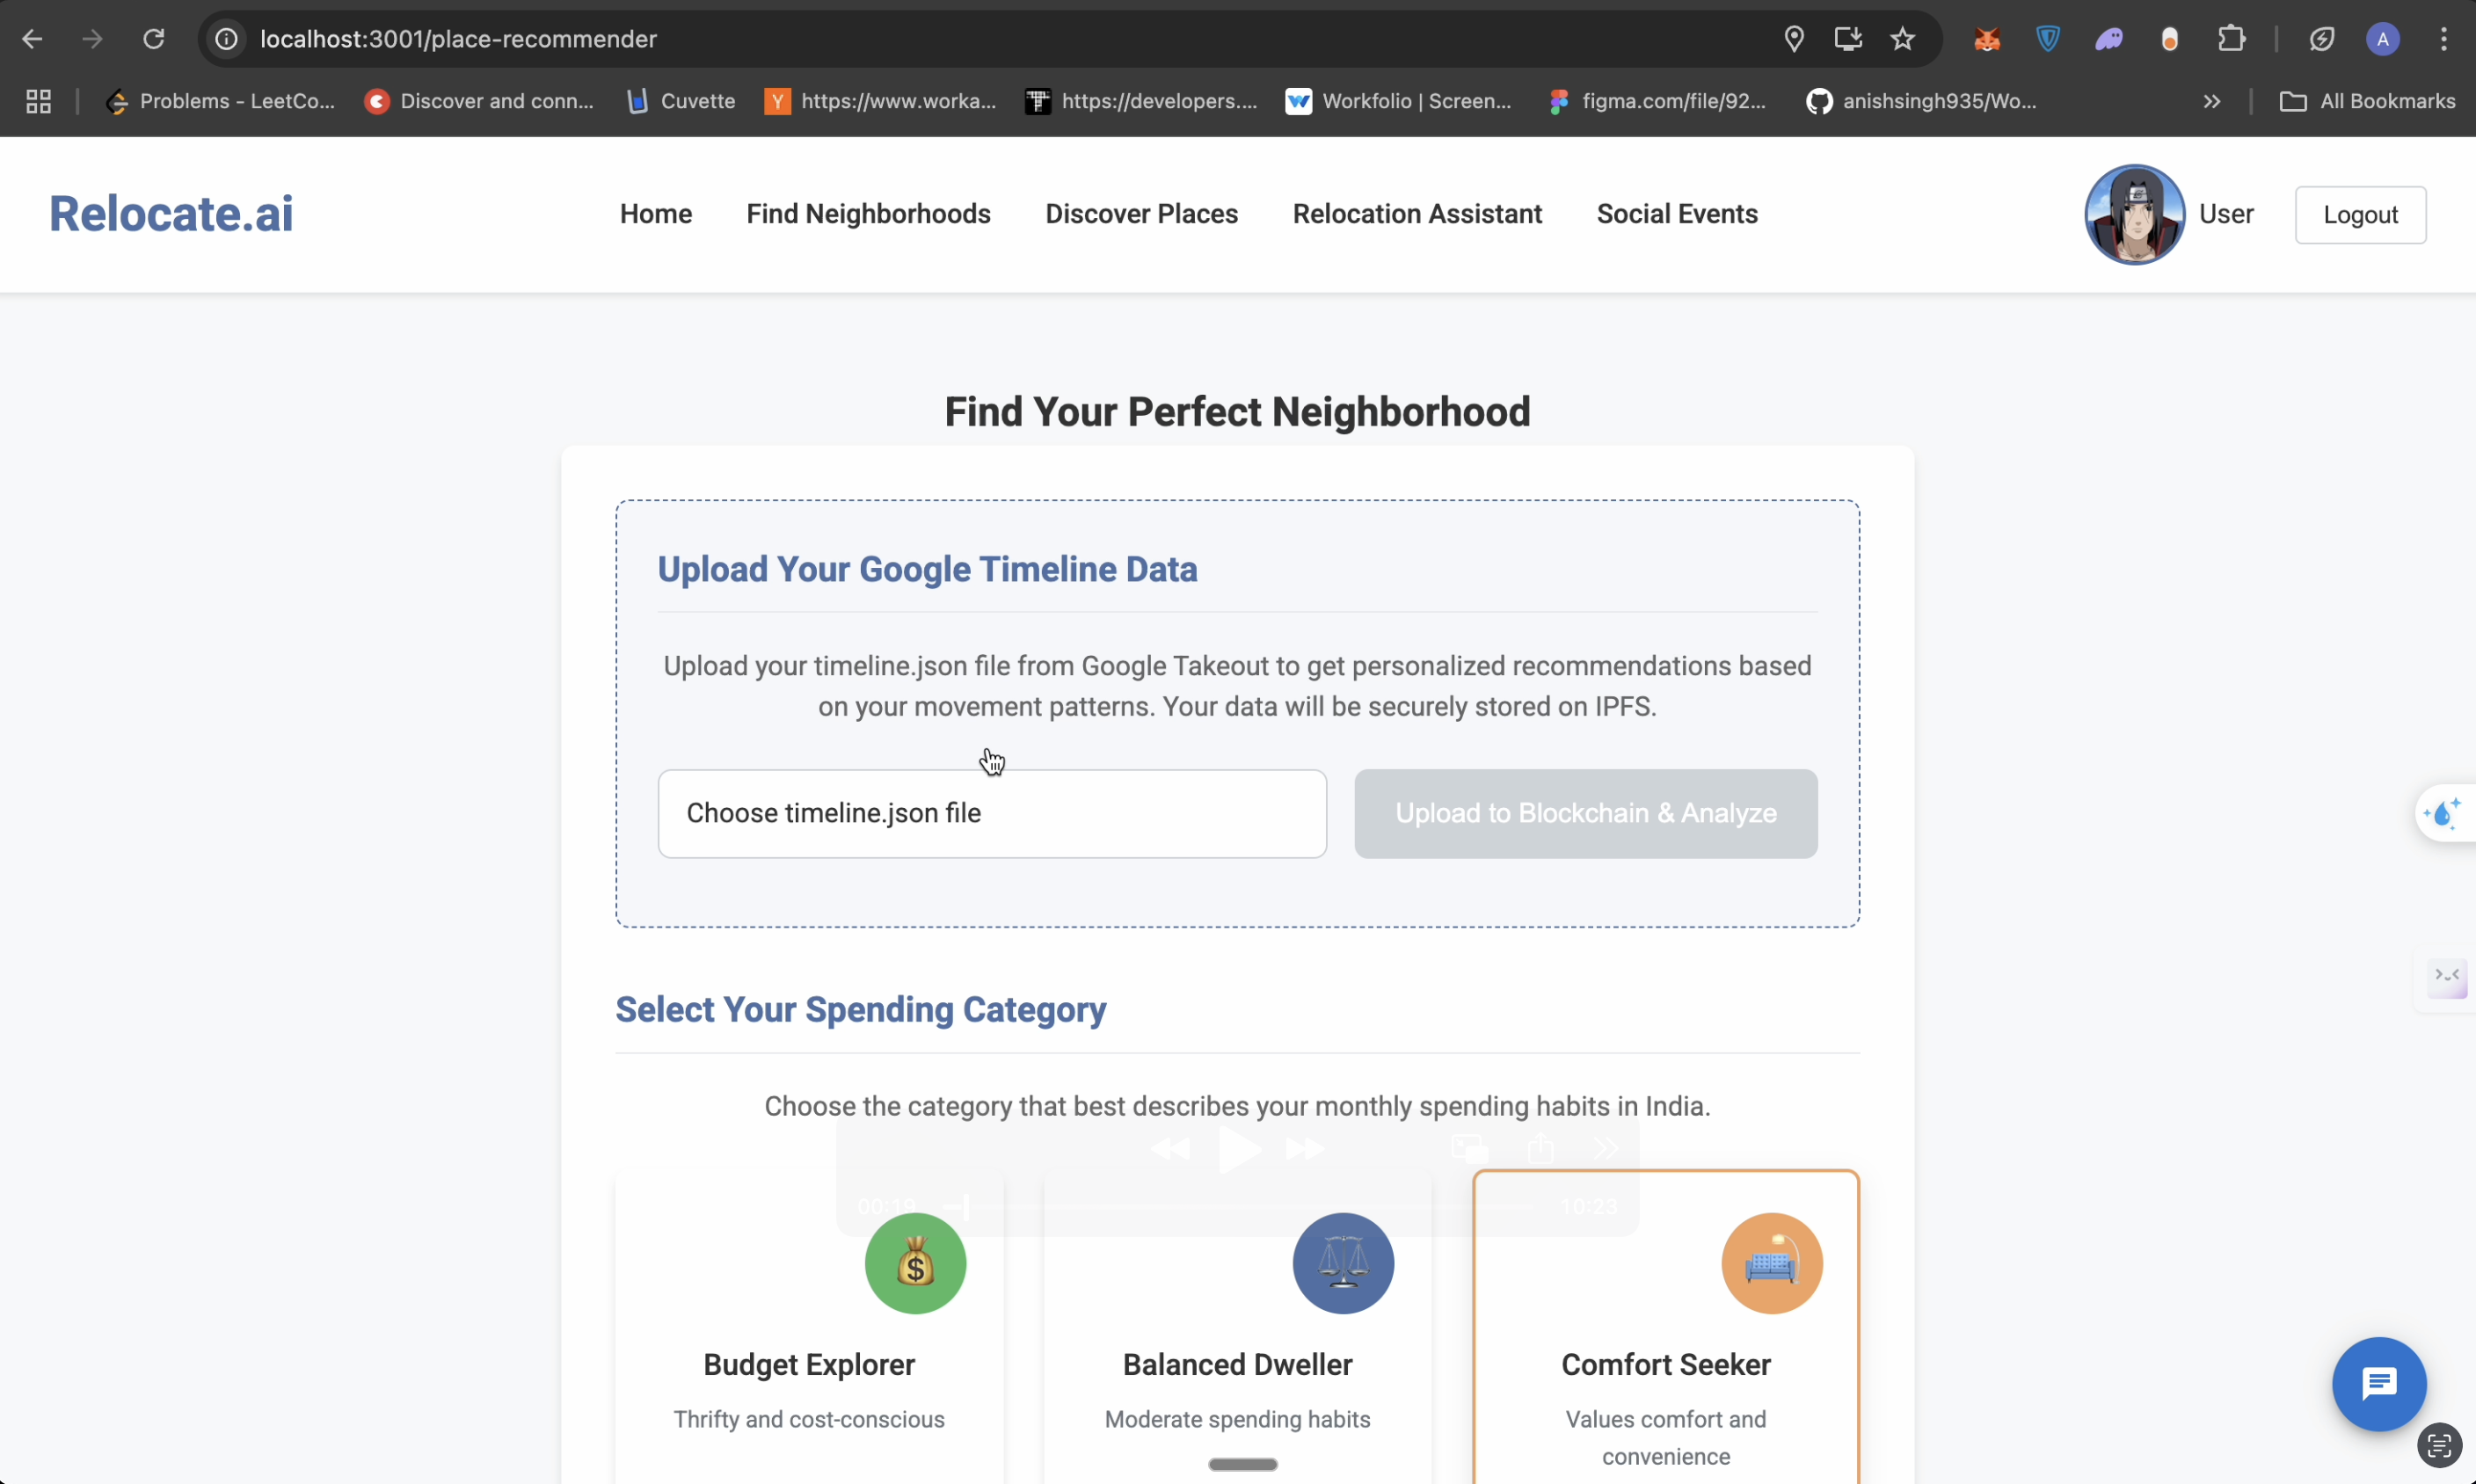 localhost:3001/place-recommender
A
Problems - LeetCo...
Discover and conn...
Cuvette
https://www.worka...
https://developers....
Workfolio | Screen...
figma.com/file/92...
anishsingh935/Wo...
All Bookmarks
Relocate.ai
Home
Find Neighborhoods
Discover Places
Relocation Assistant
Social Events
User
Logout
Find Your Perfect Neighborhood
Upload Your Google Timeline Data
Upload your timeline.json file from Google Takeout to get personalized recommendations based
on your movement patterns. Your data will be securely stored on IPFS.
Choose timeline.json file
Upload to Blockchain & Analyze
Select Your Spending Category
Choose the category that best describes your monthly spending habits in India.
10:23
Budget Explorer
Thrifty and cost-conscious
Balanced Dweller
Moderate spending habits
Comfort Seeker
Values comfort and
convenience